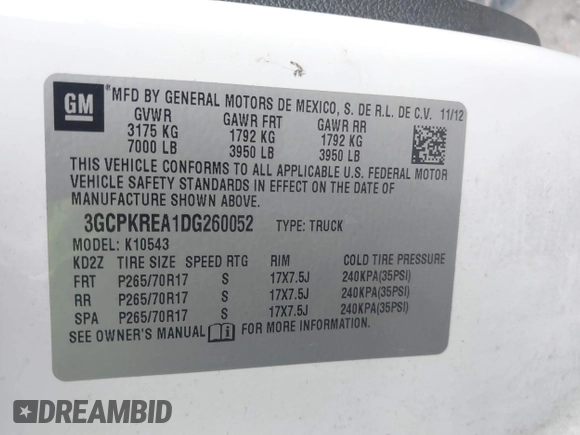 GM
®MFD BY GENERAL MOTORS DE MEXICO, S. DE R.L. DE C.V. 11/12
GVWR GAWR FRT GAWR RR
3175 KG 1792 KG 1792 KG
7000 LB 3950 LB 3950 LB
THIS VEHICLE CONFORMS TO ALL APPLICABLE U.S. FEDERAL MOTOR
VEHICLE SAFETY STANDARDS IN EFFECT ON THE DATE OF
MANUFACTURE SHOWN ABOVE.
3GCPKREA1DG260052 TYPE: TRUCK
MODEL: K10543
KD2Z TIRE SIZE SPEED RTG RIM COLD TIRE PRESSURE
FRT P265/70R17 S 17X7.5J 240KPA(35PSI)
RR P265/70R17 S 17X7.5J 240KPA(35PSI)
SPA P265/70R17 S 17X7.5J 240KPA(35PSI)
SEE OWNER'S MANUAL FOR MORE INFORMATION.
DREAMBID